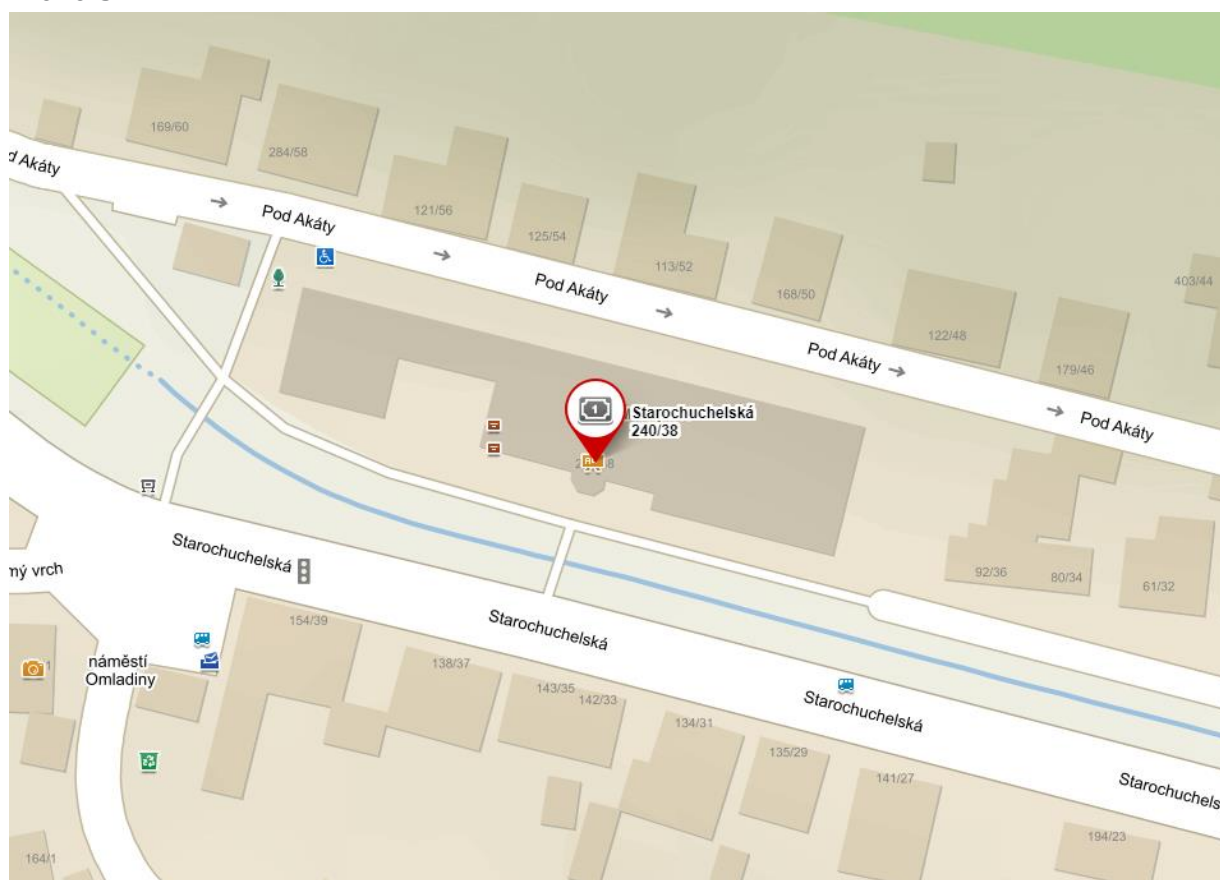 169/60
284/58
d Akáty
121/56
Pod Akáty
125/54
113/52
403/44
Pod Akáty
168/50
122/48
Pod Akáty
179/46
Starochuchelská
240/38
Pod Akáty
Starochuchelská
mý vrch
92/36
80/34
61/32
154/39
Starochuchelská
náměstí
Omladiny
138/37
143/35
142/33
Starochuchelská
134/31
135/29
141/27
Starochuchels
194/23
164/1